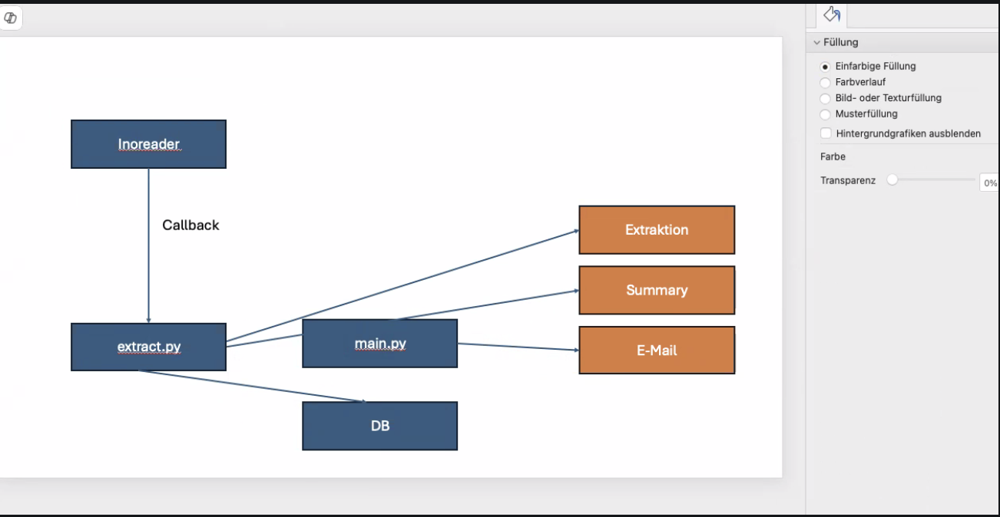 Inoreader
Callback
extract.py
main.py
DB
Extraktion
Summary
E-Mail
Füllung
Einfarbige Füllung
Farbverlauf
Bild- oder Texturfüllung
Musterfüllung
Hintergrundgrafiken ausblenden
Farbe
Transparenz
0%